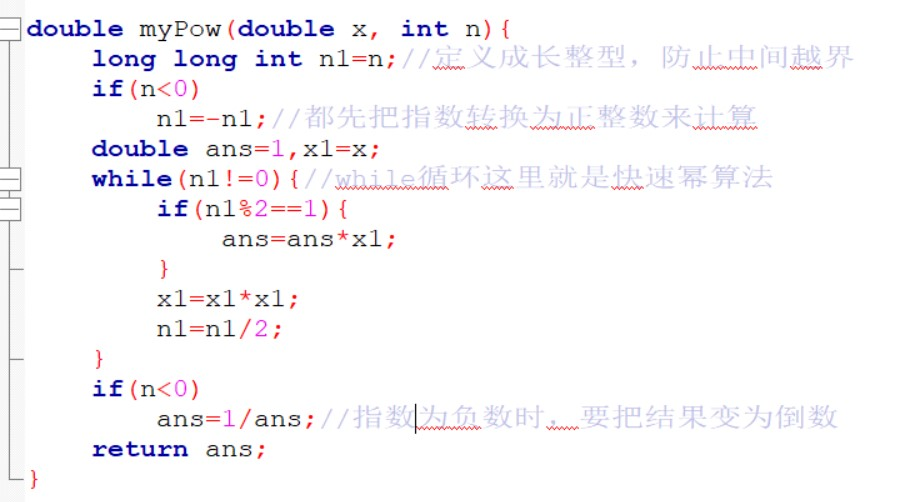 double myPow(double x, int n){
long long int n1=n;//定义成长整型，防止中间越界
if(n<0)
n1=-n1;//都先把指数转换为正整数来计算
double ans=1,x1=x;
while(n1!=0){//while循环这里就是快速幂算法
if(n1%2==1){
ans=ans*x1;
}
x1=x1*x1;
n1=n1/2;
}
if(n<0)
ans=1/ans;//指数为负数时，要把结果变为倒数
return ans;
}